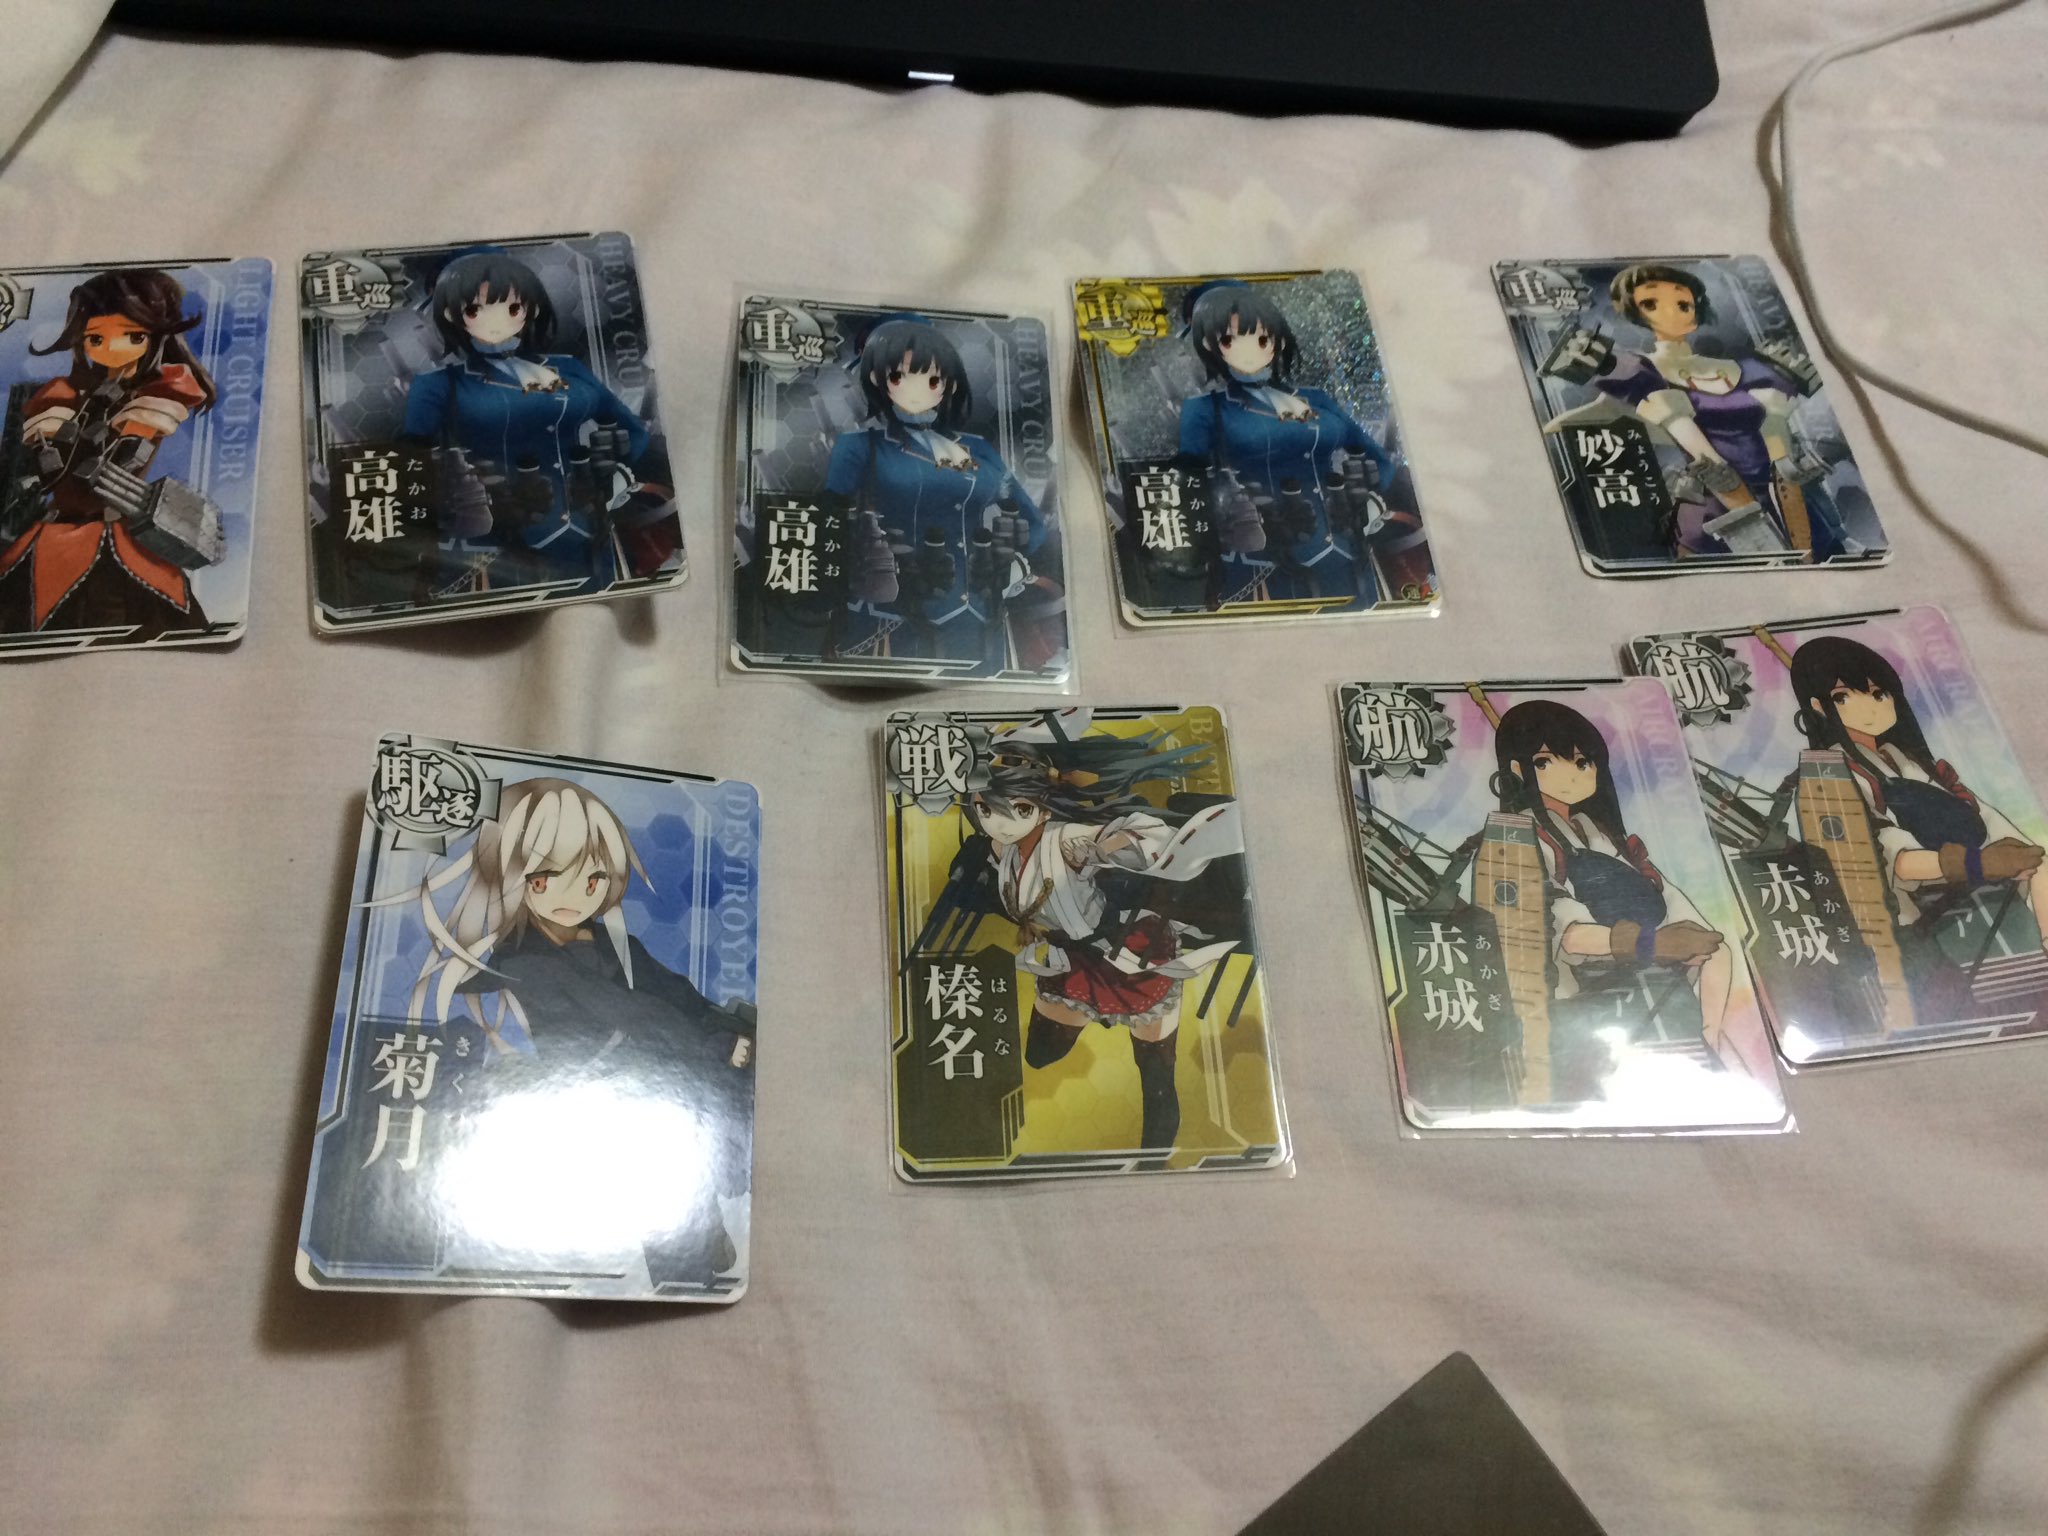 LIGHT CRUISER
重巡
HEAVY CRU
高雄
たかお
重巡
HEAVY CRU
高雄
たかお
重巡
高雄
たかお
重巡
HEAVY
妙高
みょうこう
駆逐
DESTROYE
菊月
きく
戦
榛名
はるな
航
赤城
あかぎ
航
赤城
あかぎ